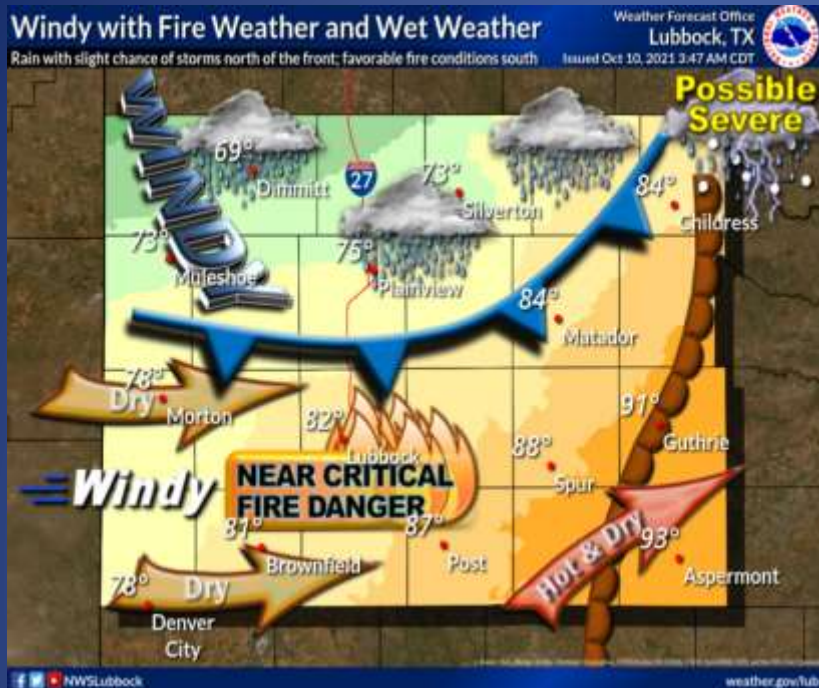 Windy with Fire Weather and Wet Weather
Rain with slight chance of storms north of the front; favorable fire conditions south
Weather Forecast Office
Lubbock, TX
Issued Oct 10, 2021 3:47 AM CDT
Possible
Severe
WINDY
69°
Dimmitt
27
73°
Silverton
84°
Childress
73°
Muleshoe
75°
Plainview
84°
Matador
78°
Dry
Morton
82°
Lubbock
91°
Guthrie
88°
Spur
Windy
NEAR CRITICAL
FIRE DANGER
81°
Brownfield
87°
Post
Hot & Dry
93°
Aspermont
78°
Dry
Denver
City
NWSLubbock
weather.gov/lub